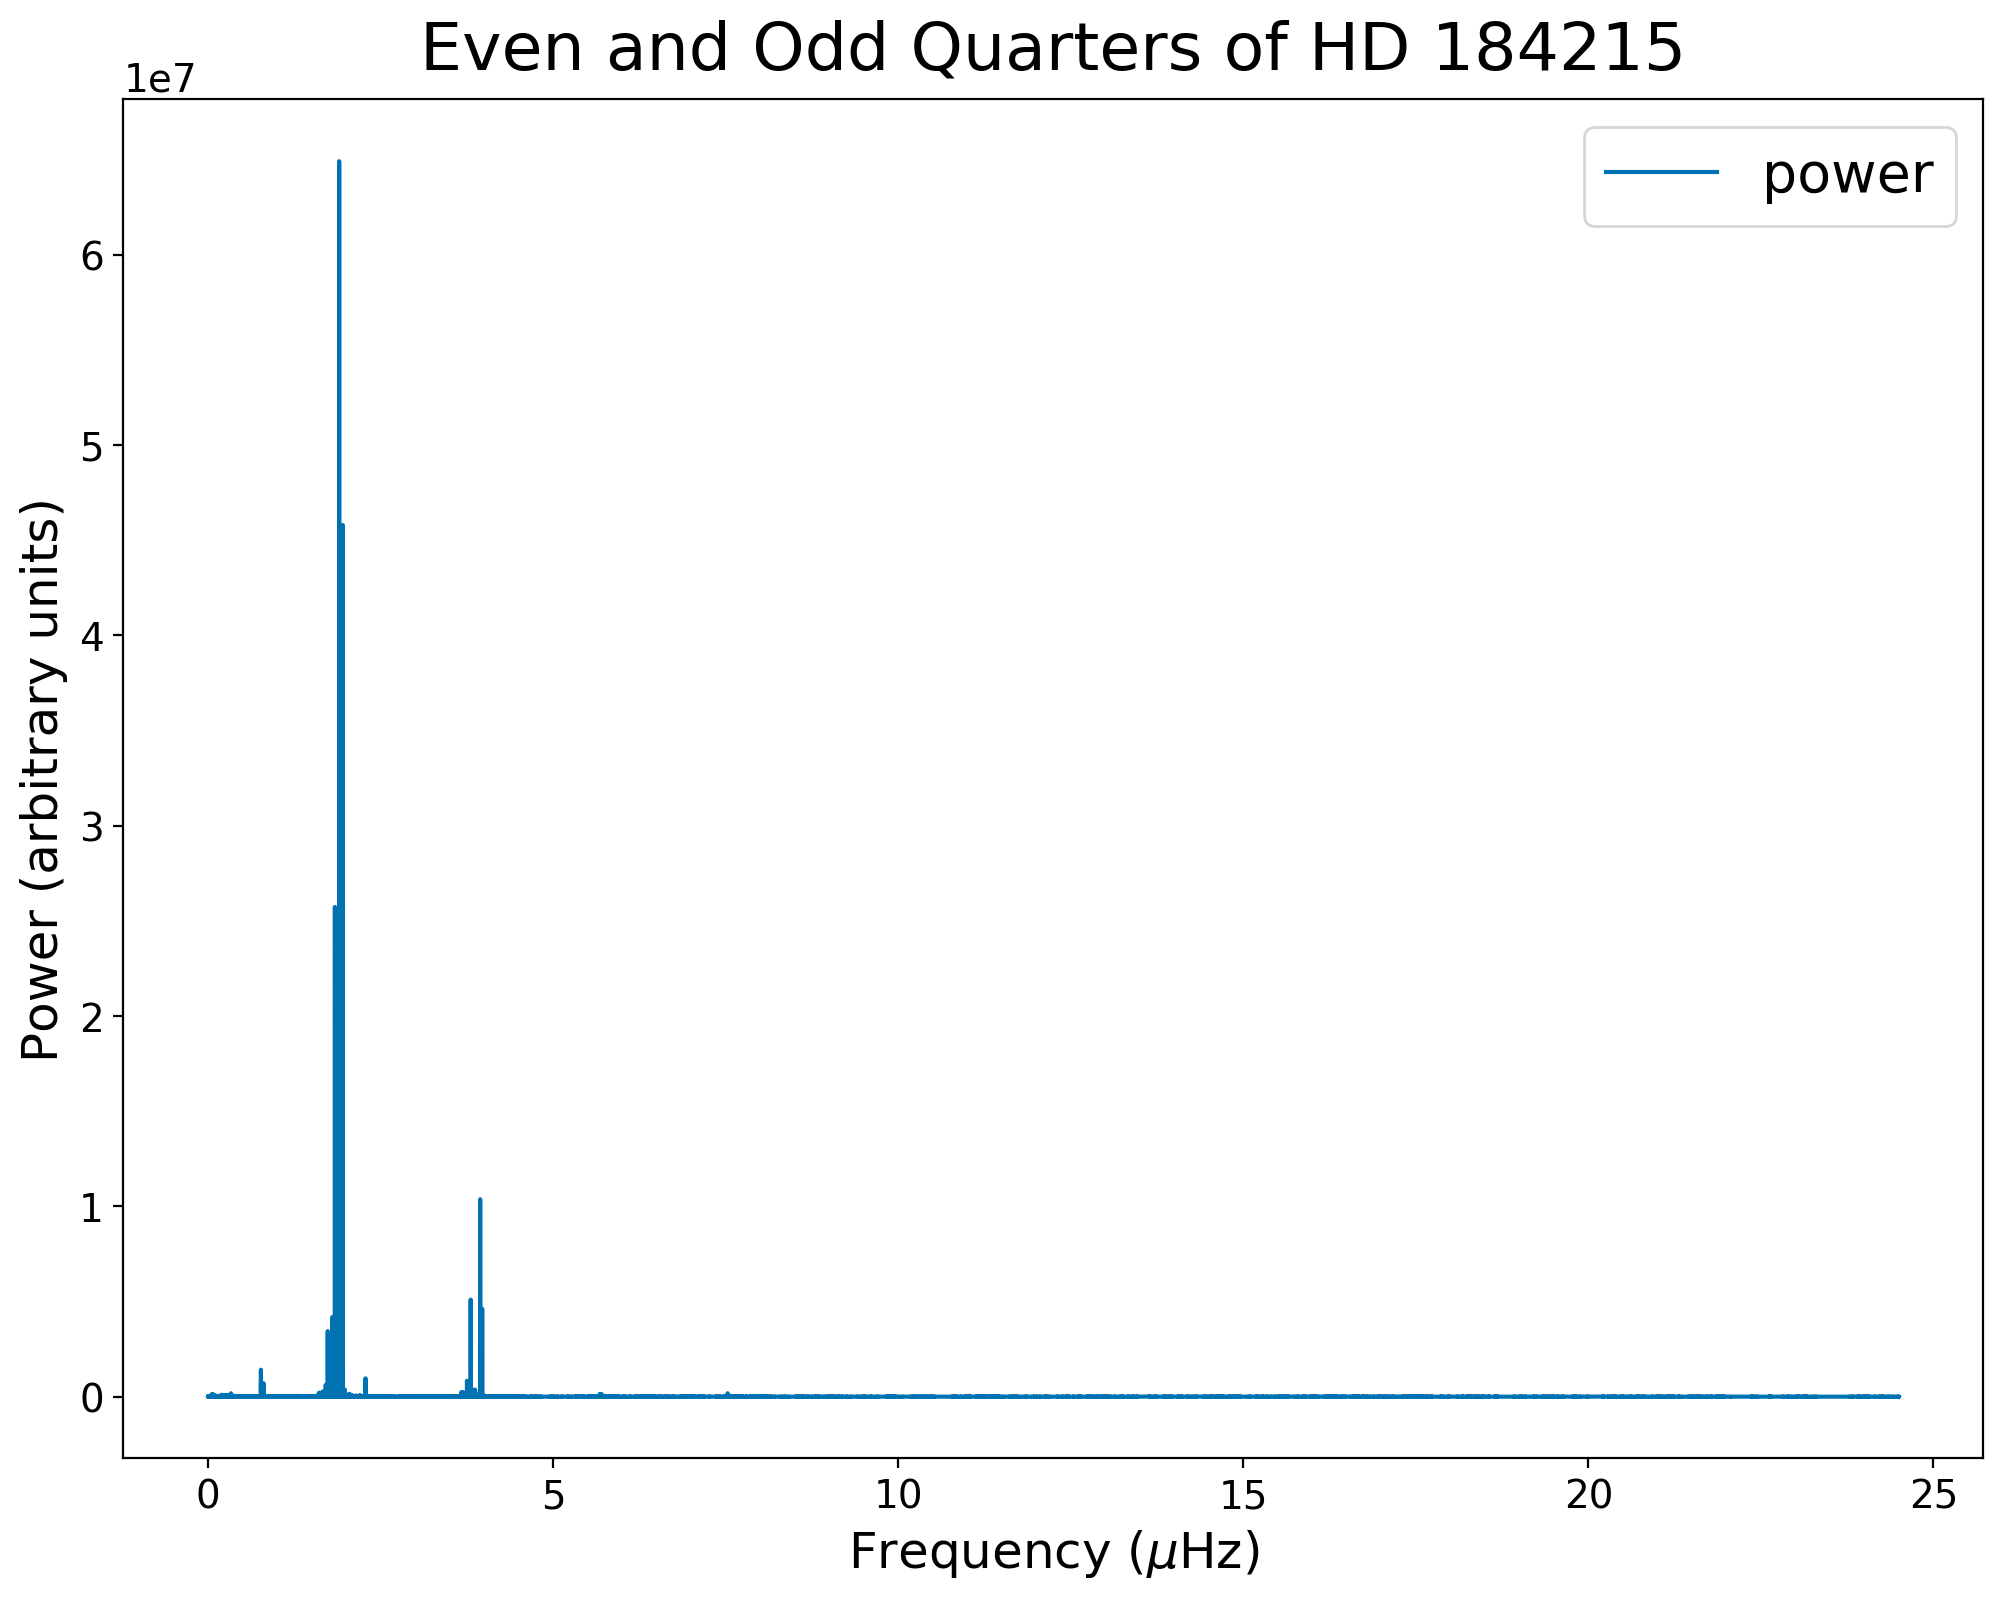 Even and Odd Quarters of HD 184215
1e7
power
6
5
4
3
2
1
0
Power (arbitrary units)
0 5 10 15 20 25
Frequency (μHz)